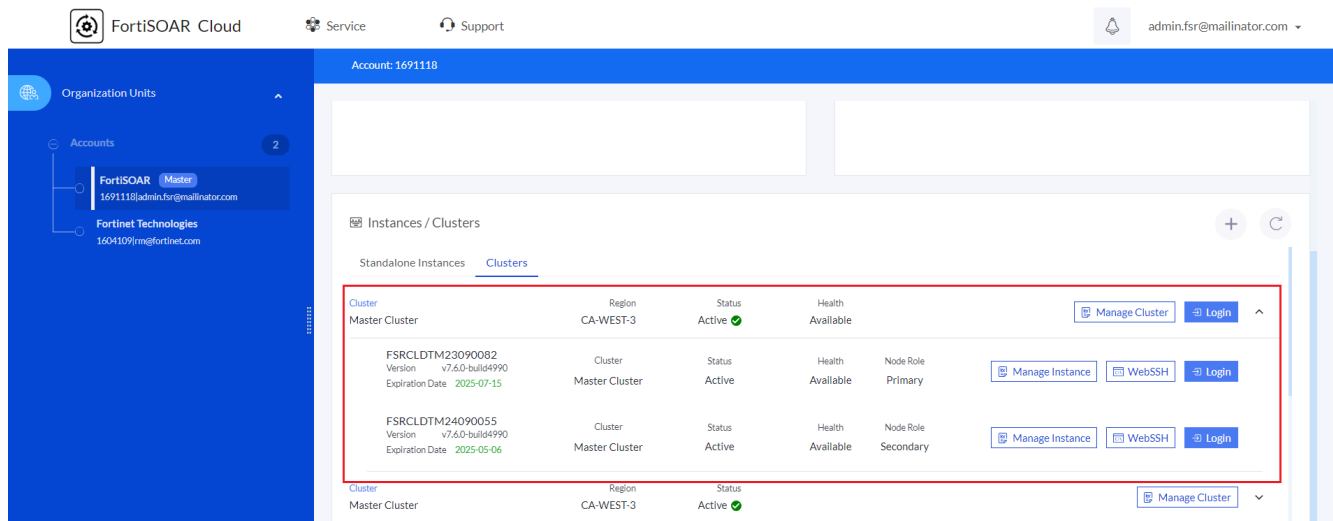 FortiSOAR Cloud
Service
Support
admin.fsr@mailinator.com
Account: 1691118
Organization Units
Accounts
2
FortiSOAR Master
1691118|admin.fsr@mailinator.com
Fortinet Technologies
1604109|rm@fortinet.com
Instances / Clusters
Standalone Instances Clusters
Cluster Region Status Health
Master Cluster CA-WEST-3 Active Available Manage Cluster Login
FSRCLDTM23090082
Version v7.6.0-build4990
Expiration Date 2025-07-15
Cluster Status Health Node Role
Master Cluster Active Available Primary
Manage Instance WebSSH Login
FSRCLDTM24090055
Version v7.6.0-build4990
Expiration Date 2025-05-06
Cluster Status Health Node Role
Master Cluster Active Available Secondary
Manage Instance WebSSH Login
Cluster Region Status
Master Cluster CA-WEST-3 Active Manage Cluster